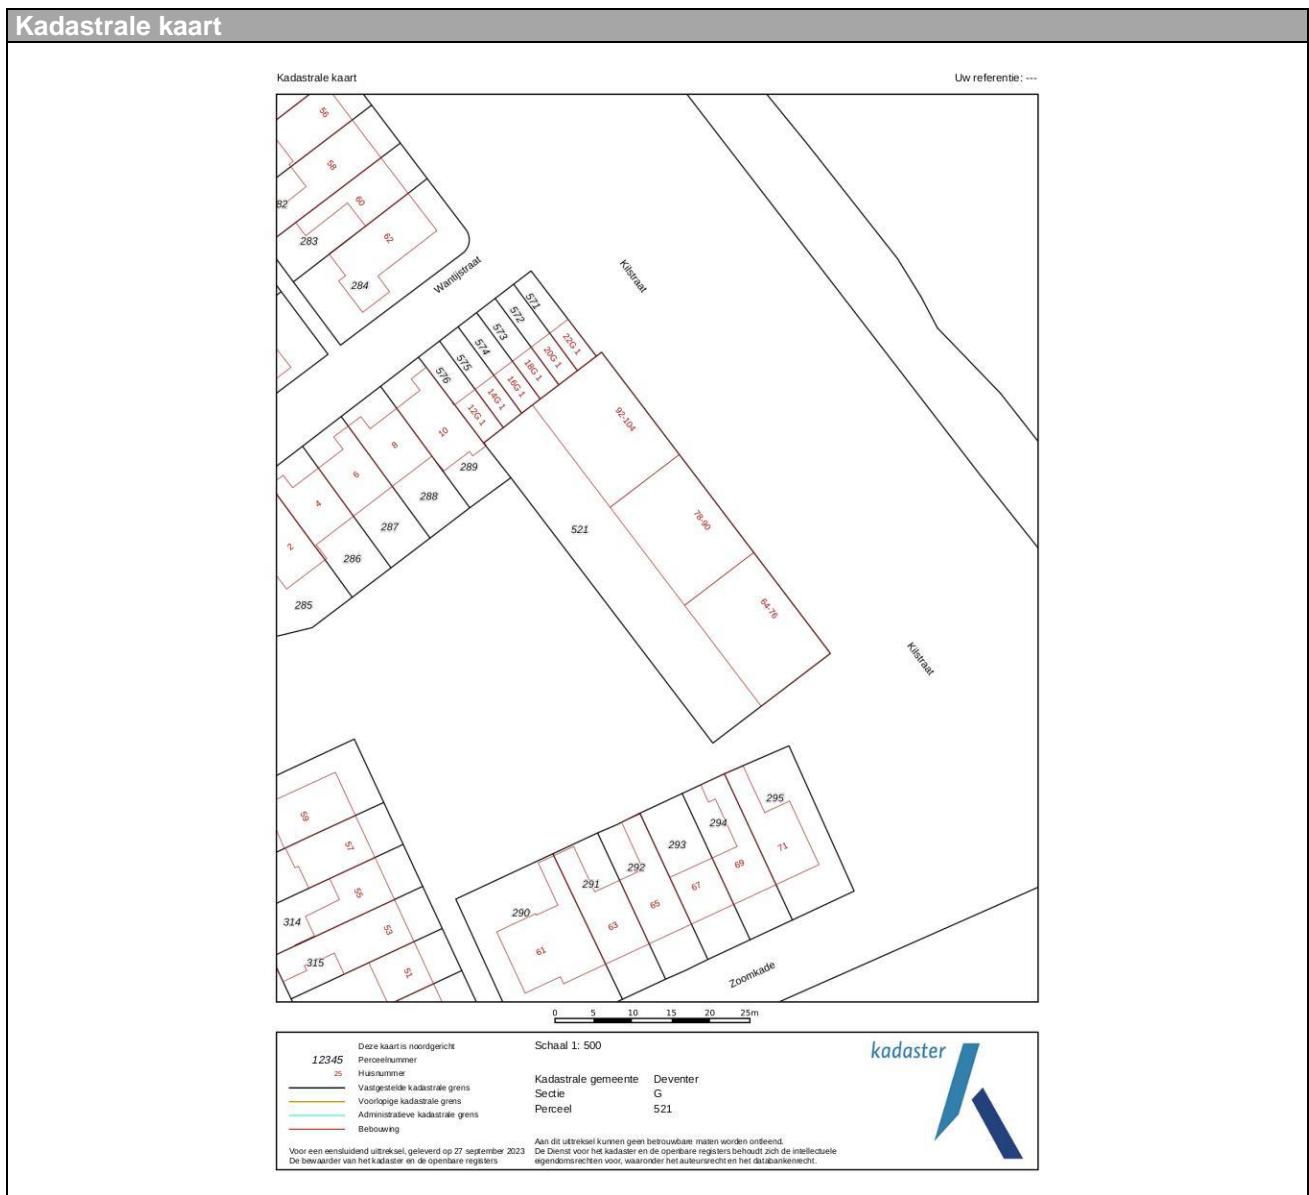 Kadastrale kaart
Kadastrale kaart
Uw referentie: ---
56
58
82
60
283
62
284
Wantijstraat
Kilstraat
571
572
573
574
575
576
22G 1
20G 1
18G 1
16G 1
14G 1
12G 1
92-104
10
8
6
4
2
289
288
287
286
285
521
78-90
64-76
Kilstraat
59
57
55
53
51
314
315
295
294
293
292
291
290
71
69
67
65
63
61
Zoomkade
0 5 10 15 20 25m
Deze kaart is noordgericht
12345 Perceelnummer
25 Huisnummer
Vastgestelde kadastrale grens
Voorlopige kadastrale grens
Administratieve kadastrale grens
Bebouwing
Voor een eensluidend uittreksel, geleverd op 27 september 2023
De bewaarder van het kadaster en de openbare registers
Schaal 1: 500
Kadastrale gemeente Deventer
Sectie G
Perceel 521
Aan dit uittreksel kunnen geen betrouwbare maten worden ontleend.
De Dienst voor het kadaster en de openbare registers behoudt zich de intellectuele
eigendomsrechten voor, waaronder het auteursrecht en het databankenrecht.
kadaster